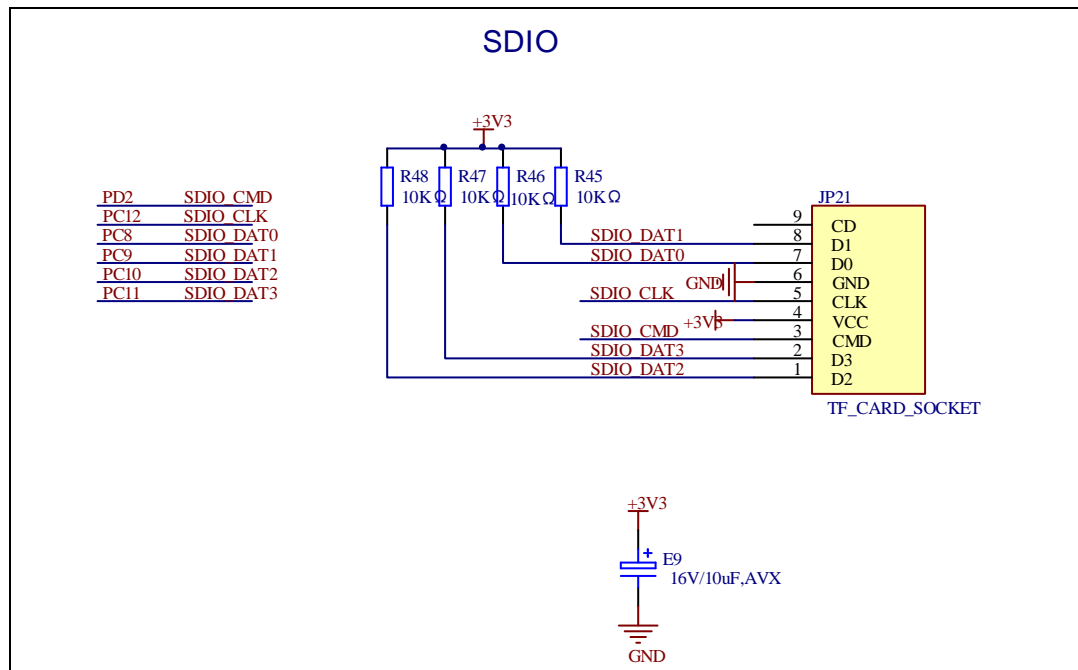 SDIO
+3V3
R48 R47 R46 R45
10KΩ 10KΩ 10KΩ 10KΩ
PD2 SDIO_CMD
PC12 SDIO_CLK
PC8 SDIO_DAT0
PC9 SDIO_DAT1
PC10 SDIO_DAT2
PC11 SDIO_DAT3
JP21
9 CD
SDIO_DAT1 8 D1
SDIO_DAT0 7 D0
GND 6 GND
SDIO_CLK 5 CLK
+3V3 4 VCC
SDIO_CMD 3 CMD
SDIO_DAT3 2 D3
SDIO_DAT2 1 D2
TF_CARD_SOCKET
+3V3
+ E9
16V/10uF,AVX
GND